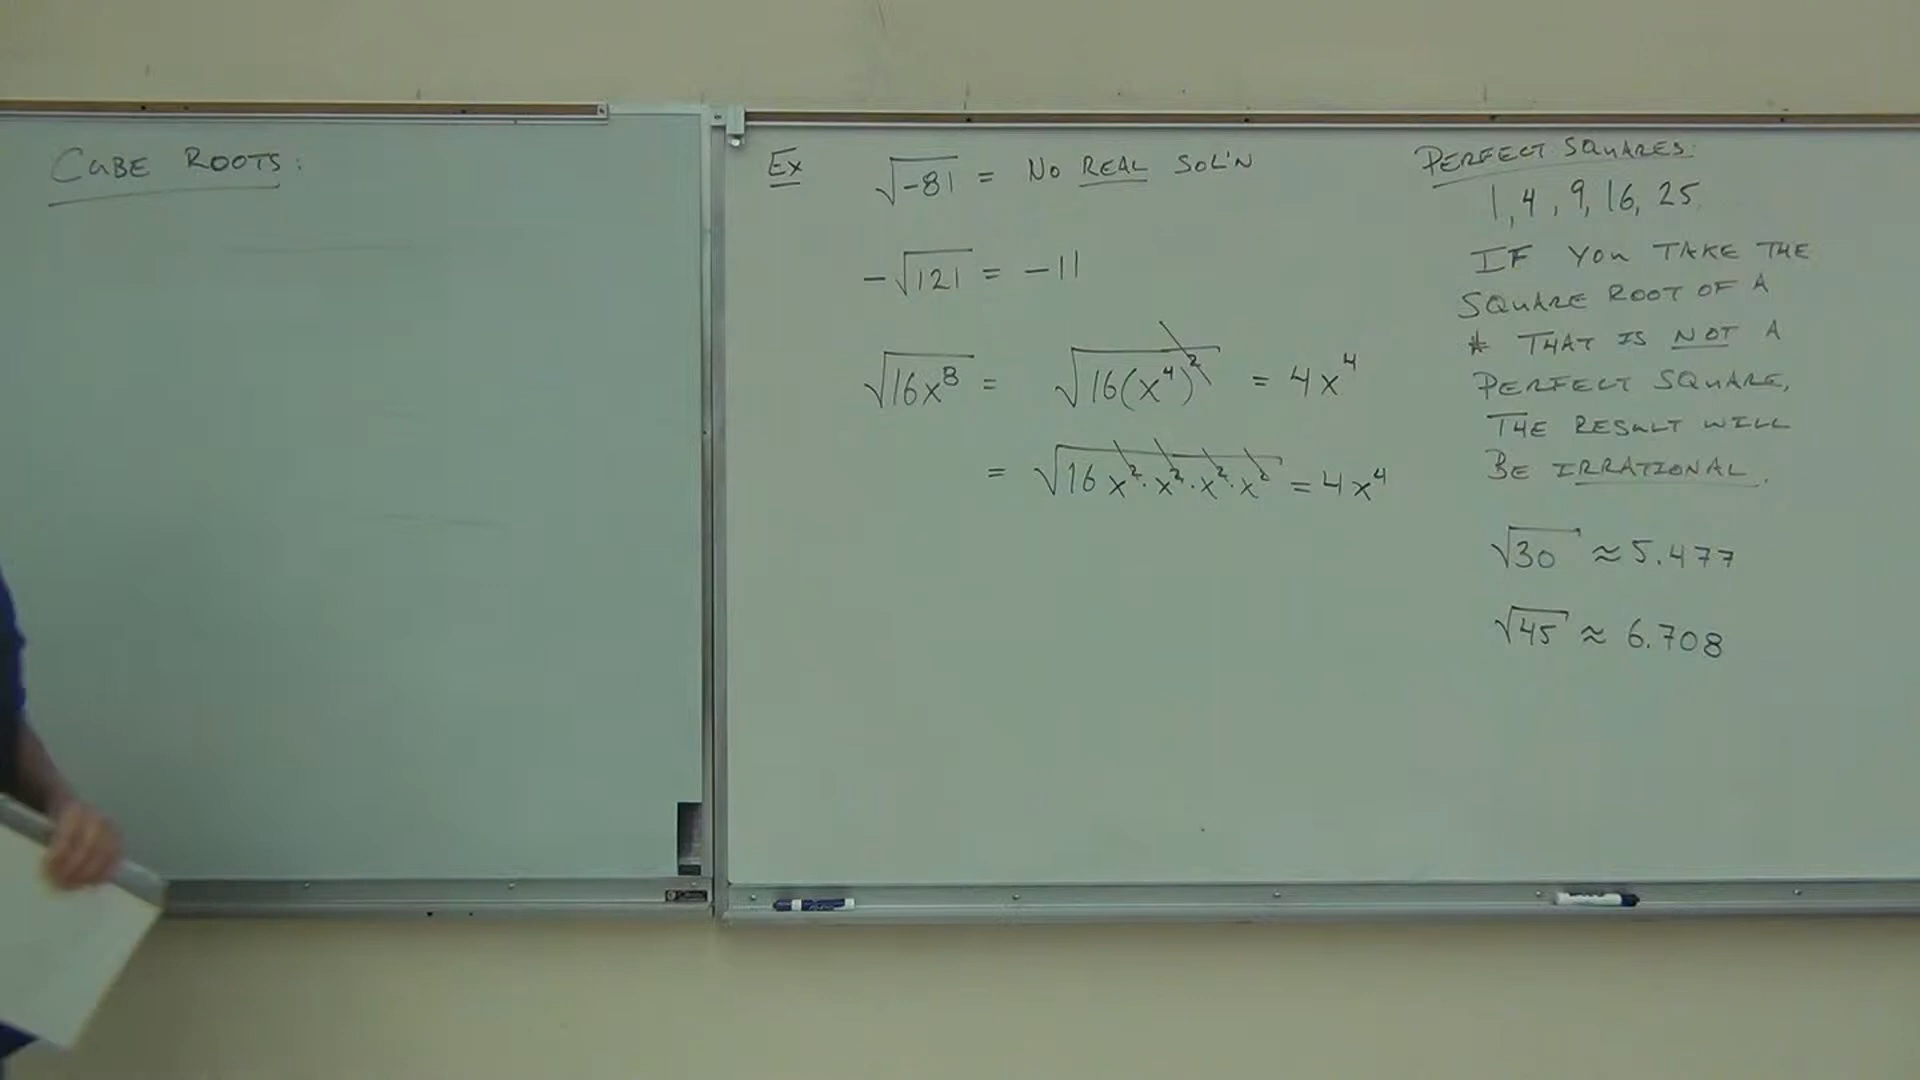 CUBE ROOTS:
Ex √-81 = NO REAL SOL'N
-√121 = -11
√16x⁸ = √16(x⁴)² = 4x⁴
= √16x²·x²·x²·x² = 4x⁴
PERFECT SQUARES:
1, 4, 9, 16, 25
IF YOU TAKE THE
SQUARE ROOT OF A
# THAT IS NOT A
PERFECT SQUARE,
THE RESULT WILL
BE IRRATIONAL.
√30 ≈ 5.477
√45 ≈ 6.708